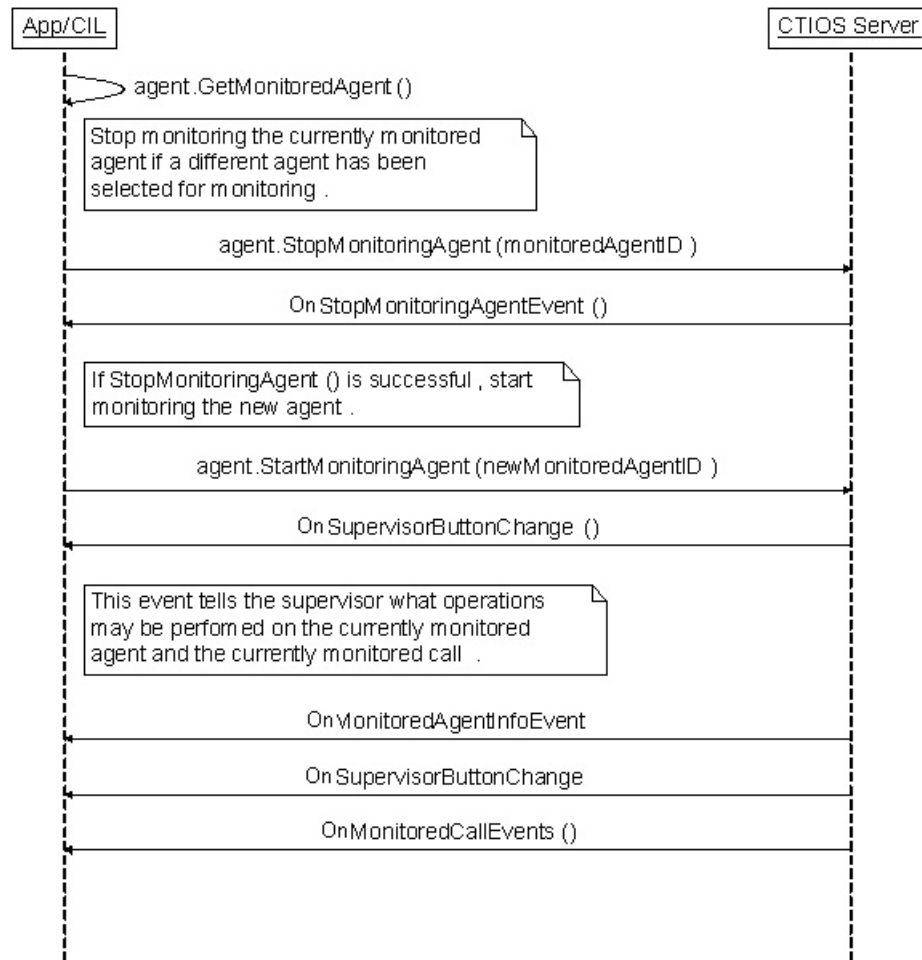 App/CIL
CTIOS Server
agent.GetMonitoredAgent ()
Stop monitoring the currently monitored
agent if a different agent has been
selected for monitoring .
agent.StopMonitoringAgent (monitoredAgentID )
OnStopMonitoringAgentEvent ()
If StopMonitoringAgent () is successful , start
monitoring the new agent .
agent.StartMonitoringAgent (newMonitoredAgentID )
OnSupervisorButtonChange ()
This event tells the supervisor what operations
may be perfomed on the currently monitored
agent and the currently monitored call .
OnMonitoredAgentInfoEvent
OnSupervisorButtonChange
OnMonitoredCallEvents ()